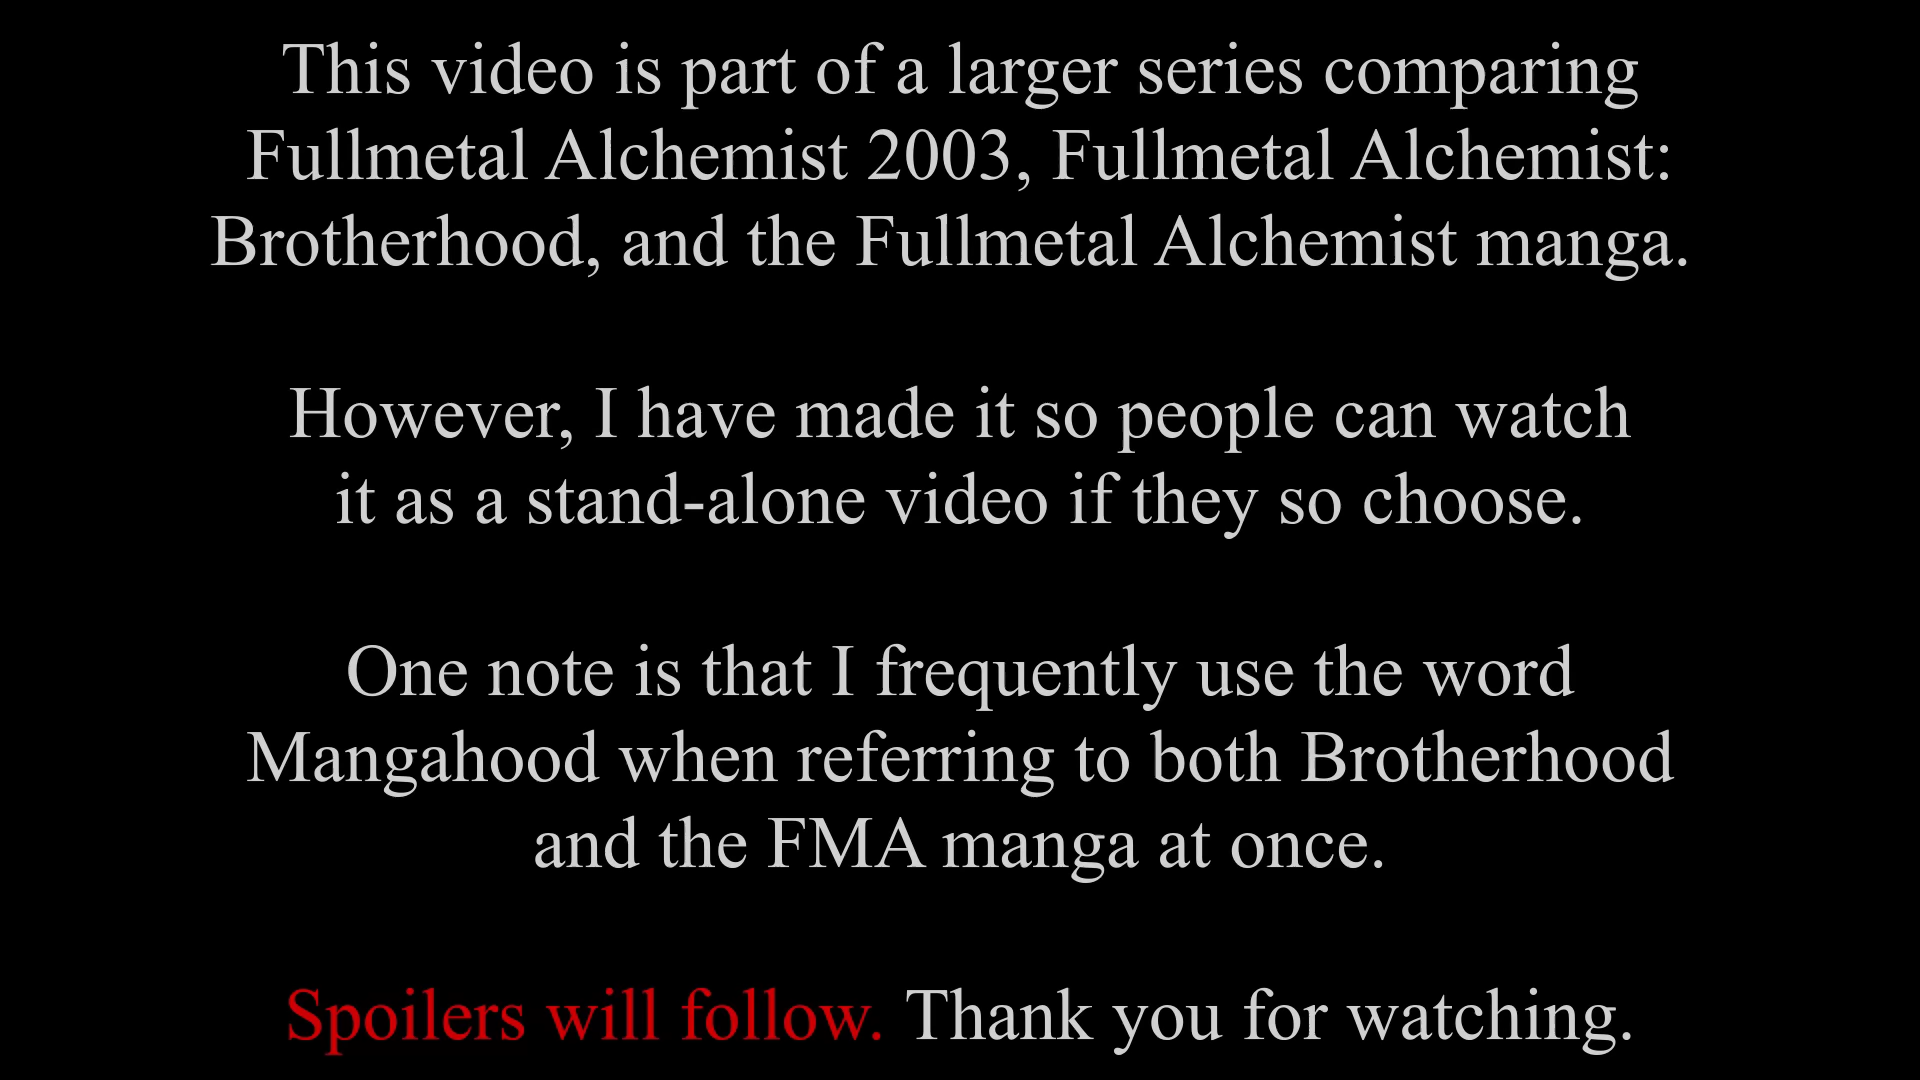 This video is part of a larger series comparing
Fullmetal Alchemist 2003, Fullmetal Alchemist:
Brotherhood, and the Fullmetal Alchemist manga.
However, I have made it so people can watch
it as a stand-alone video if they so choose.
One note is that I frequently use the word
Mangahood when referring to both Brotherhood
and the FMA manga at once.
Spoilers will follow. Thank you for watching.